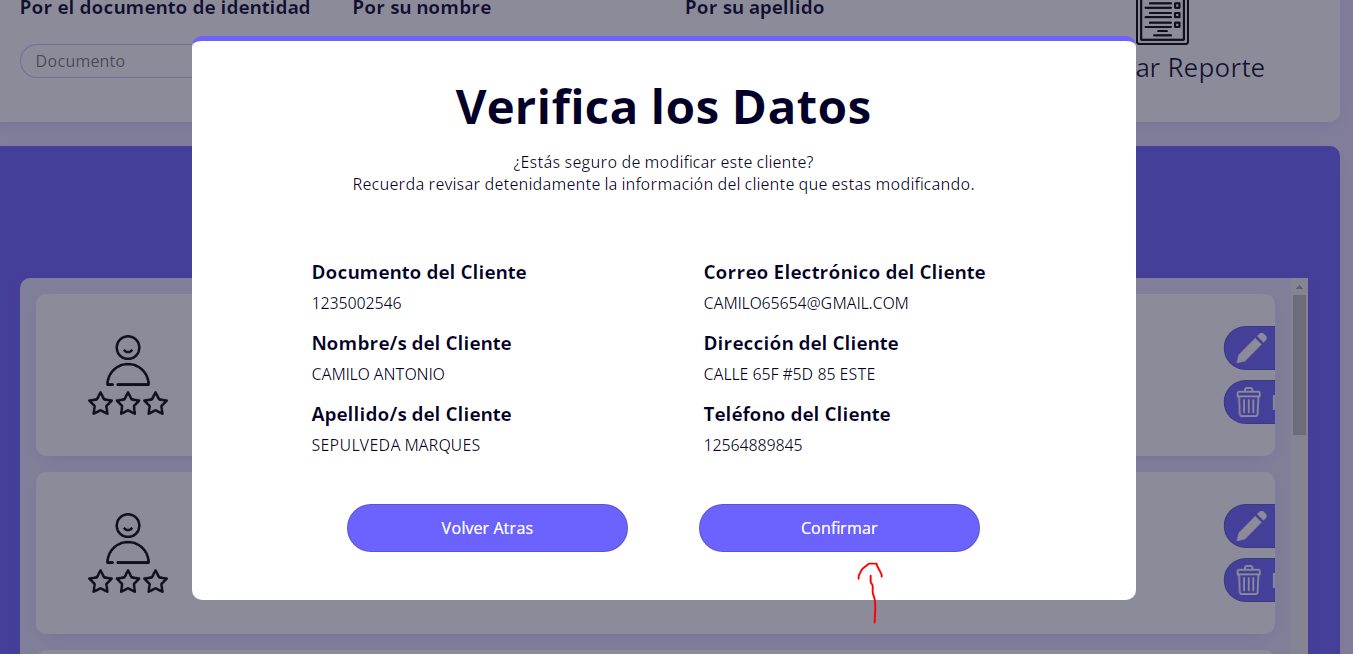 Por el documento de identidad
Por su nombre
Por su apellido
Documento
ar Reporte
Verifica los Datos
¿Estás seguro de modificar este cliente?
Recuerda revisar detenidamente la información del cliente que estas modificando.
Documento del Cliente
1235002546
Correo Electrónico del Cliente
CAMILO65654@GMAIL.COM
Nombre/s del Cliente
CAMILO ANTONIO
Dirección del Cliente
CALLE 65F #5D 85 ESTE
Apellido/s del Cliente
SEPULVEDA MARQUES
Teléfono del Cliente
12564889845
Volver Atras
Confirmar